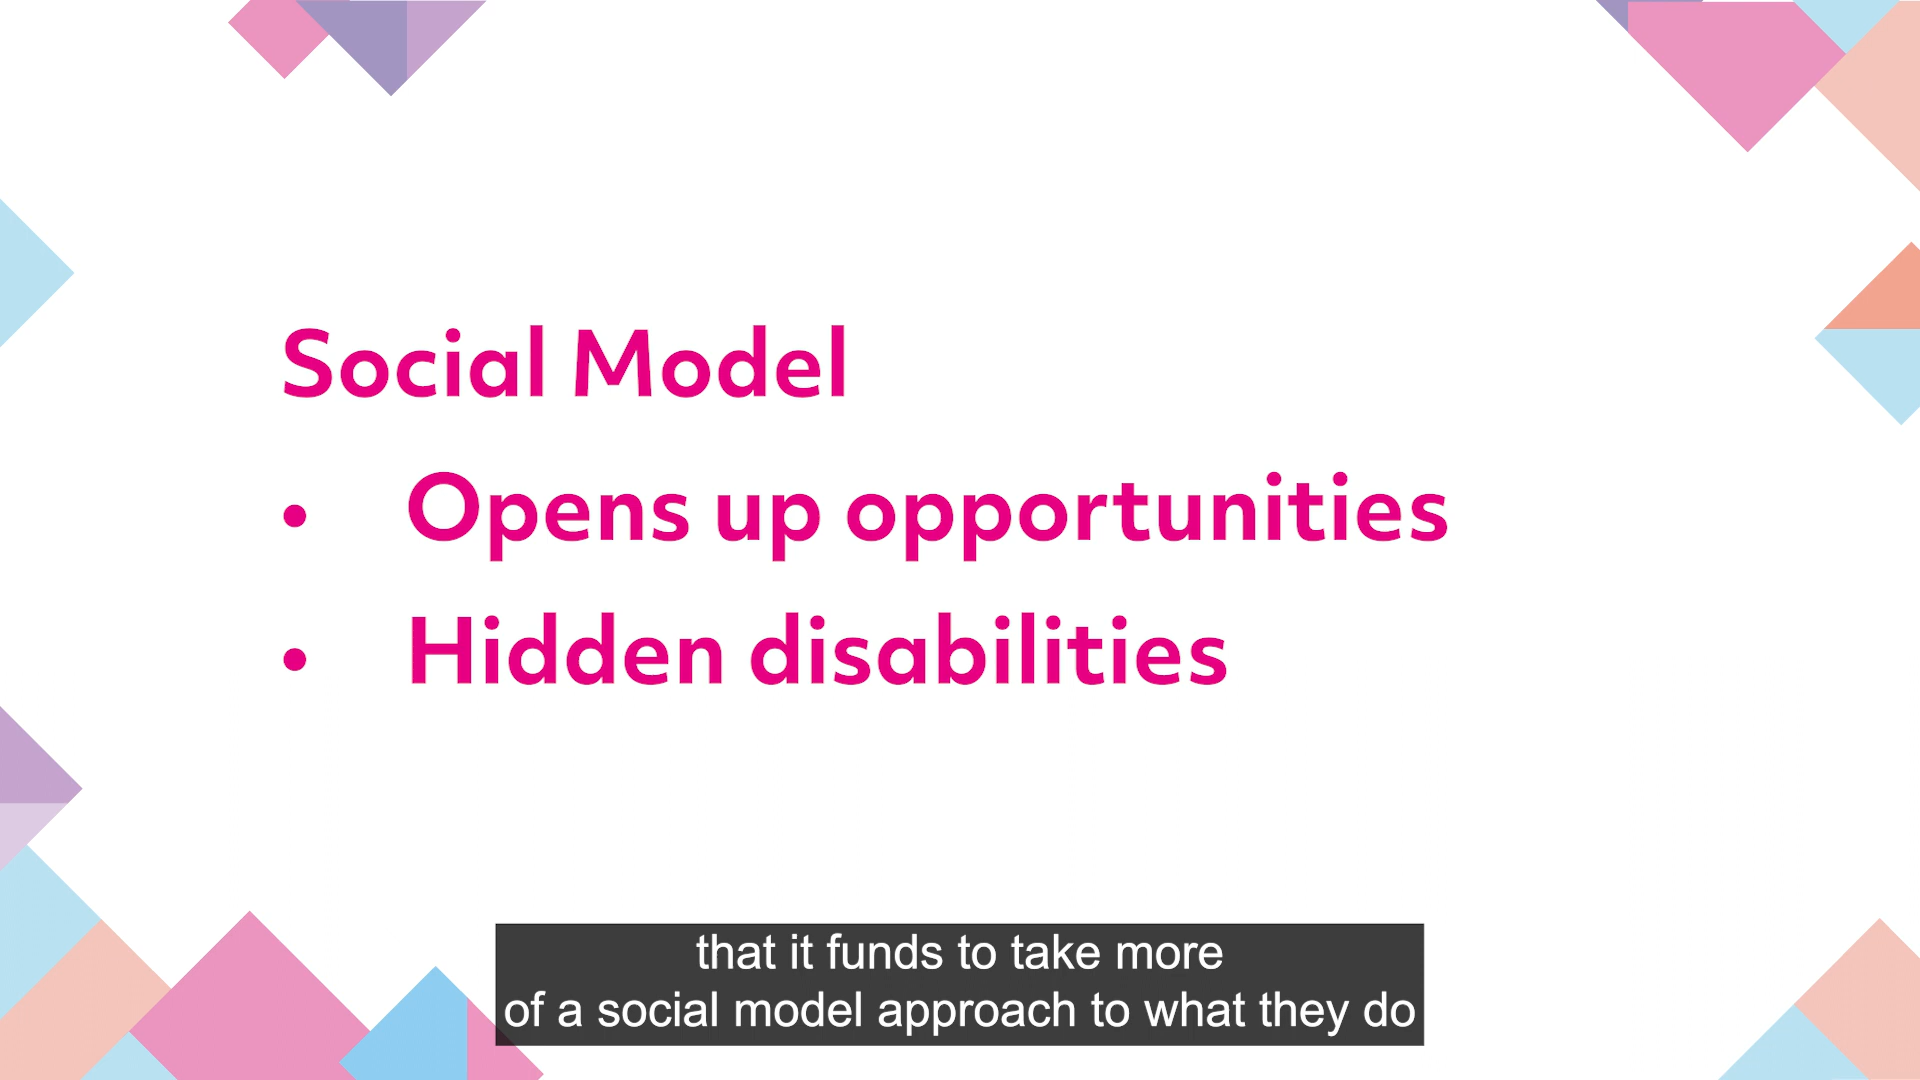 Social Model
• Opens up opportunities
• Hidden disabilities
that it funds to take more
of a social model approach to what they do